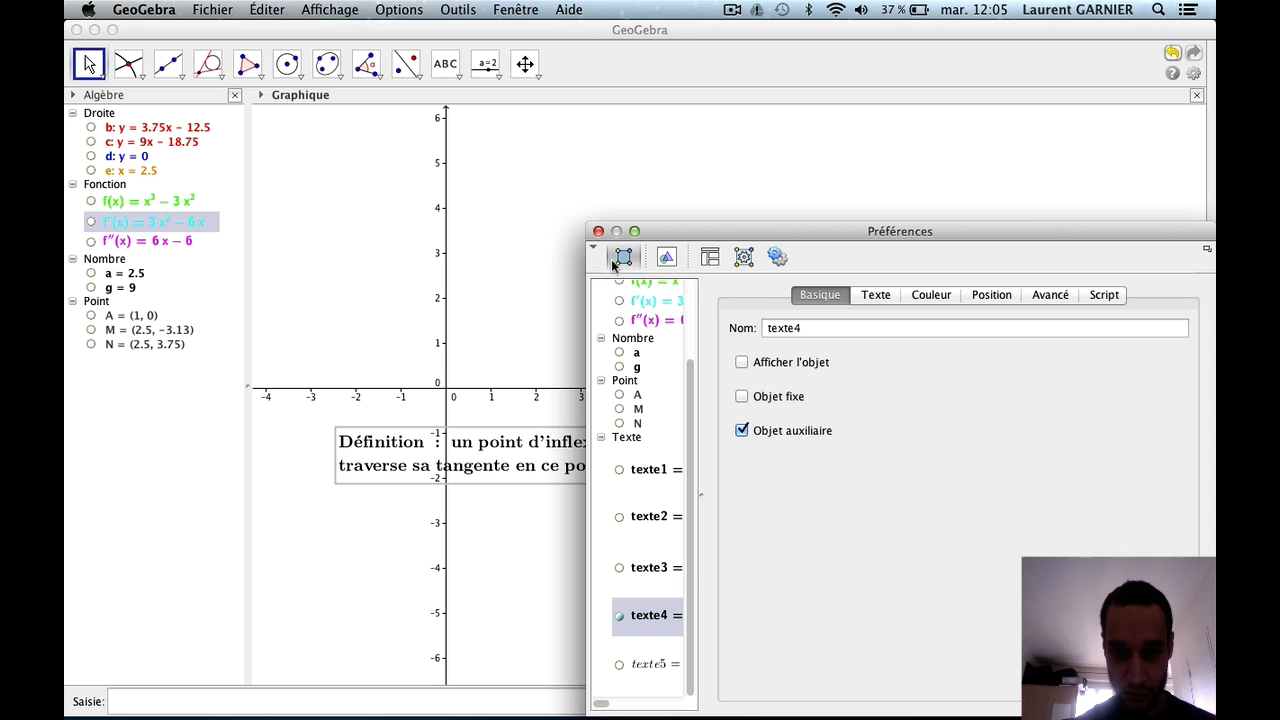 GeoGebra Fichier Éditer Affichage Options Outils Fenêtre Aide 37 % mar. 12:05 Laurent GARNIER
GeoGebra
ABC a=2
Algèbre
Graphique
Droite
b: y = 3.75x – 12.5
c: y = 9x – 18.75
d: y = 0
e: x = 2.5
Fonction
f(x) = x³ – 3 x²
f'(x) = 3 x² – 6 x
f''(x) = 6 x – 6
Nombre
a = 2.5
g = 9
Point
A = (1, 0)
M = (2.5, -3.13)
N = (2.5, 3.75)
6
5
4
3
2
1
0
-4 -3 -2 -1 0 1 2 3
-1
-2
-3
-4
-5
-6
Définition : un point d'infle
traverse sa tangente en ce po
Saisie:
Préférences
f'(x) = 3
f''(x) = 6
Nombre
a
g
Point
A
M
N
Texte
texte1 =
texte2 =
texte3 =
texte4 =
texte5 =
Basique Texte Couleur Position Avancé Script
Nom: texte4
Afficher l'objet
Objet fixe
Objet auxiliaire